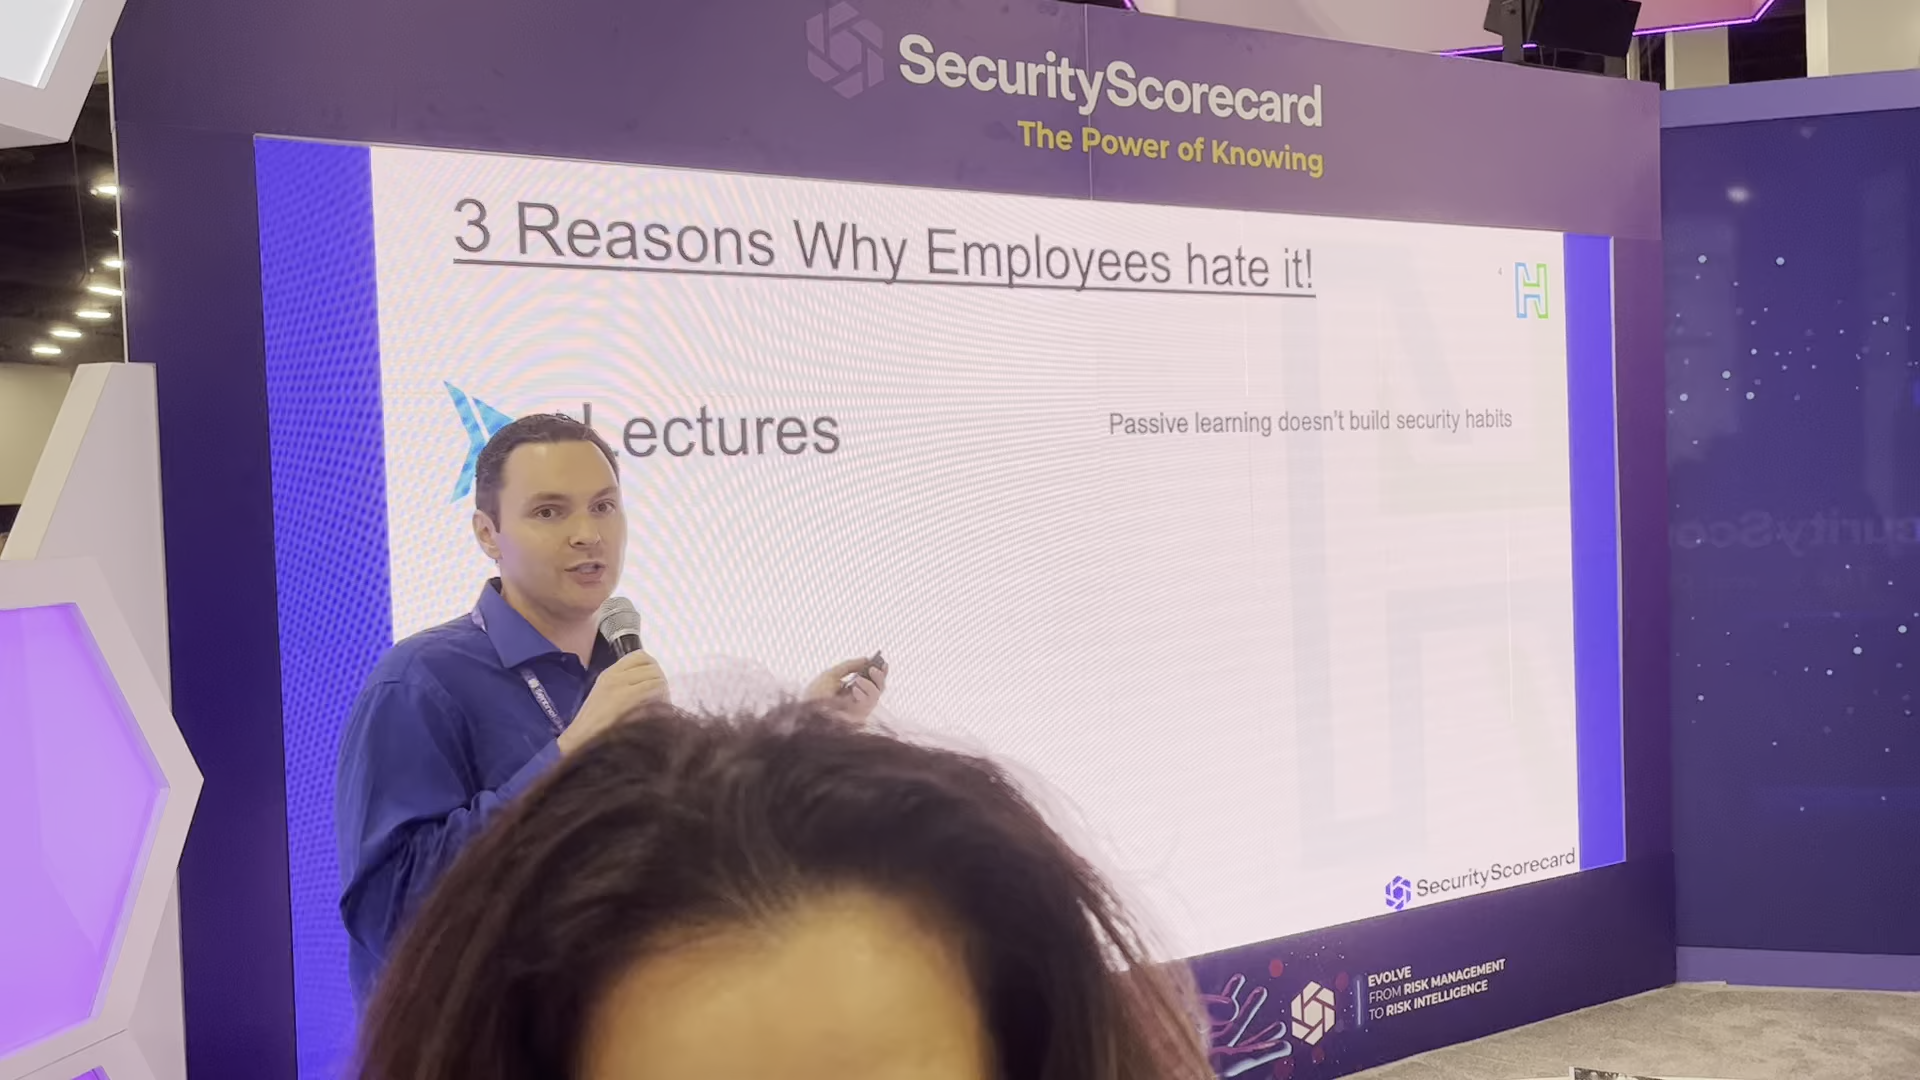 SecurityScorecard
The Power of Knowing
3 Reasons Why Employees hate it!
Lectures
Passive learning doesn't build security habits
SecurityScorecard
EVOLVE
FROM RISK MANAGEMENT
TO RISK INTELLIGENCE